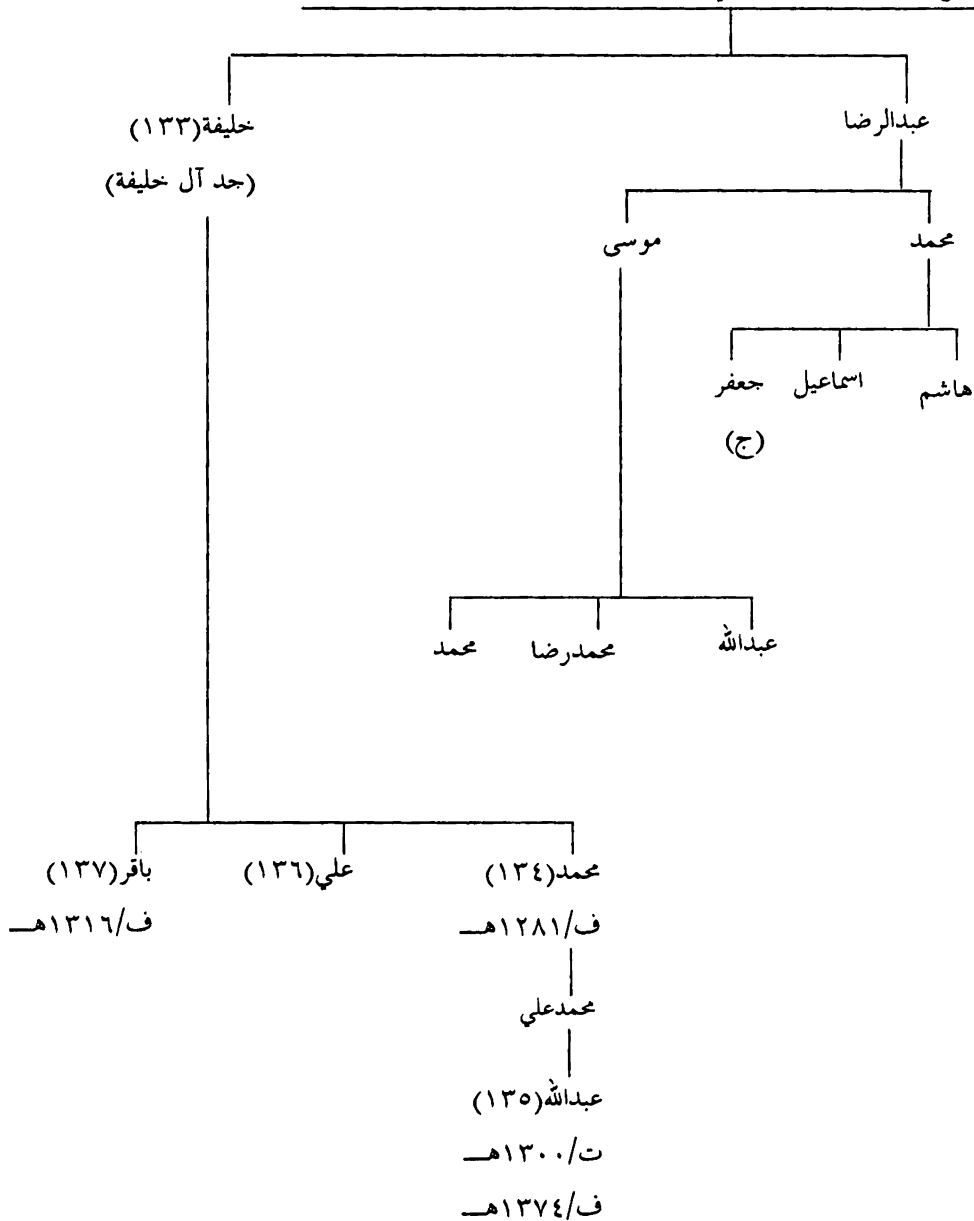 عبدالرضا خليفة(١٣٣)
(جد آل خليفة)
محمد موسى
هاشم اسماعيل جعفر
(ج)
عبدالله محمدرضا محمد
محمد(١٣٤) علي(١٣٦) باقر(١٣٧)
ف/١٢٨١هـ ف/١٣١٦هـ
محمدعلي
عبدالله(١٣٥)
ت/١٣٠٠هـ
ف/١٣٧٤هـ